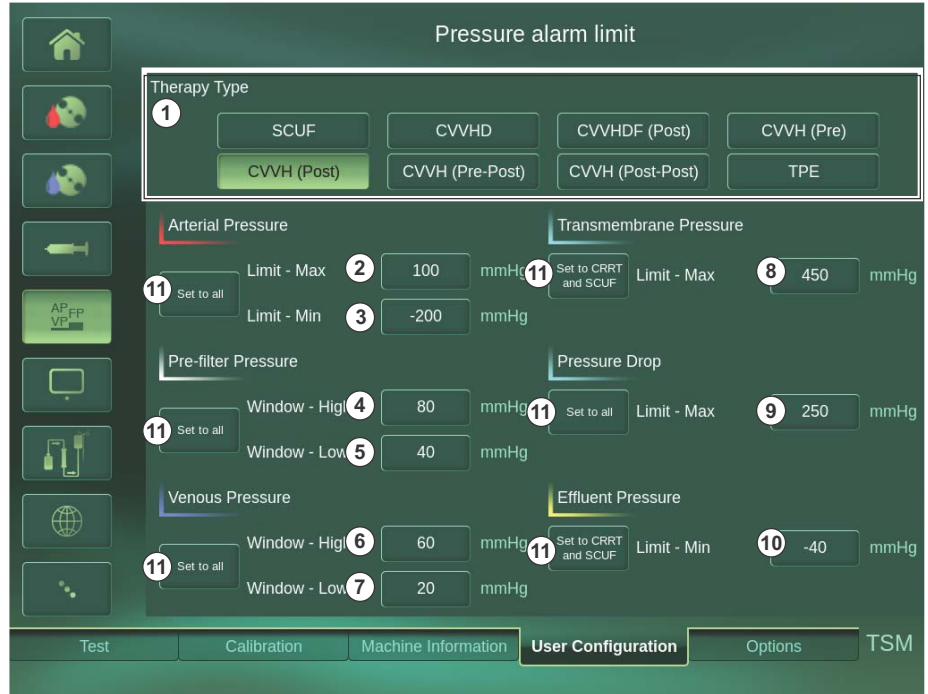 Pressure alarm limit
Therapy Type
1
SCUF
CVVHD
CVVHDF (Post)
CVVH (Pre)
CVVH (Post)
CVVH (Pre-Post)
CVVH (Post-Post)
TPE
Arterial Pressure
11
Set to all
Limit - Max
2
100
mmHg
Limit - Min
3
-200
mmHg
Transmembrane Pressure
11
Set to CRRT
and SCUF
Limit - Max
8
450
mmHg
AP FP
VP
Pre-filter Pressure
11
Set to all
Window - High
4
80
mmHg
Window - Low
5
40
mmHg
Pressure Drop
11
Set to all
Limit - Max
9
250
mmHg
Venous Pressure
11
Set to all
Window - High
6
60
mmHg
Window - Low
7
20
mmHg
Effluent Pressure
11
Set to CRRT
and SCUF
Limit - Min
10
-40
mmHg
Test
Calibration
Machine Information
User Configuration
Options
TSM